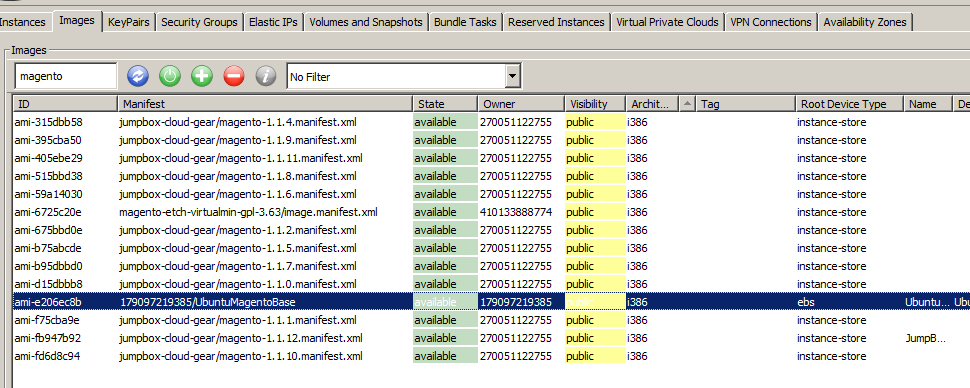 Instances Images KeyPairs Security Groups Elastic IPs Volumes and Snapshots Bundle Tasks Reserved Instances Virtual Private Clouds VPN Connections Availability Zones
Images
magento No Filter
ID Manifest State Owner Visibility Archit... Tag Root Device Type Name De
ami-315dbb58 jumpbox-cloud-gear/magento-1.1.4.manifest.xml available 270051122755 public i386 instance-store
ami-395cba50 jumpbox-cloud-gear/magento-1.1.9.manifest.xml available 270051122755 public i386 instance-store
ami-405ebe29 jumpbox-cloud-gear/magento-1.1.11.manifest.xml available 270051122755 public i386 instance-store
ami-515bbd38 jumpbox-cloud-gear/magento-1.1.8.manifest.xml available 270051122755 public i386 instance-store
ami-59a14030 jumpbox-cloud-gear/magento-1.1.6.manifest.xml available 270051122755 public i386 instance-store
ami-6725c20e magento-etch-virtualmin-gpl-3.63/image.manifest.xml available 410133888774 public i386 instance-store
ami-675bbd0e jumpbox-cloud-gear/magento-1.1.2.manifest.xml available 270051122755 public i386 instance-store
ami-b75abcde jumpbox-cloud-gear/magento-1.1.5.manifest.xml available 270051122755 public i386 instance-store
ami-b95dbbd0 jumpbox-cloud-gear/magento-1.1.7.manifest.xml available 270051122755 public i386 instance-store
ami-d15dbbb8 jumpbox-cloud-gear/magento-1.1.0.manifest.xml available 270051122755 public i386 instance-store
ami-e206ec8b 179097219385/UbuntuMagentoBase available 179097219385 public i386 ebs Ubuntu... Ubu
ami-f75cba9e jumpbox-cloud-gear/magento-1.1.1.manifest.xml available 270051122755 public i386 instance-store
ami-fb947b92 jumpbox-cloud-gear/magento-1.1.12.manifest.xml available 270051122755 public i386 instance-store JumpB...
ami-fd6d8c94 jumpbox-cloud-gear/magento-1.1.10.manifest.xml available 270051122755 public i386 instance-store